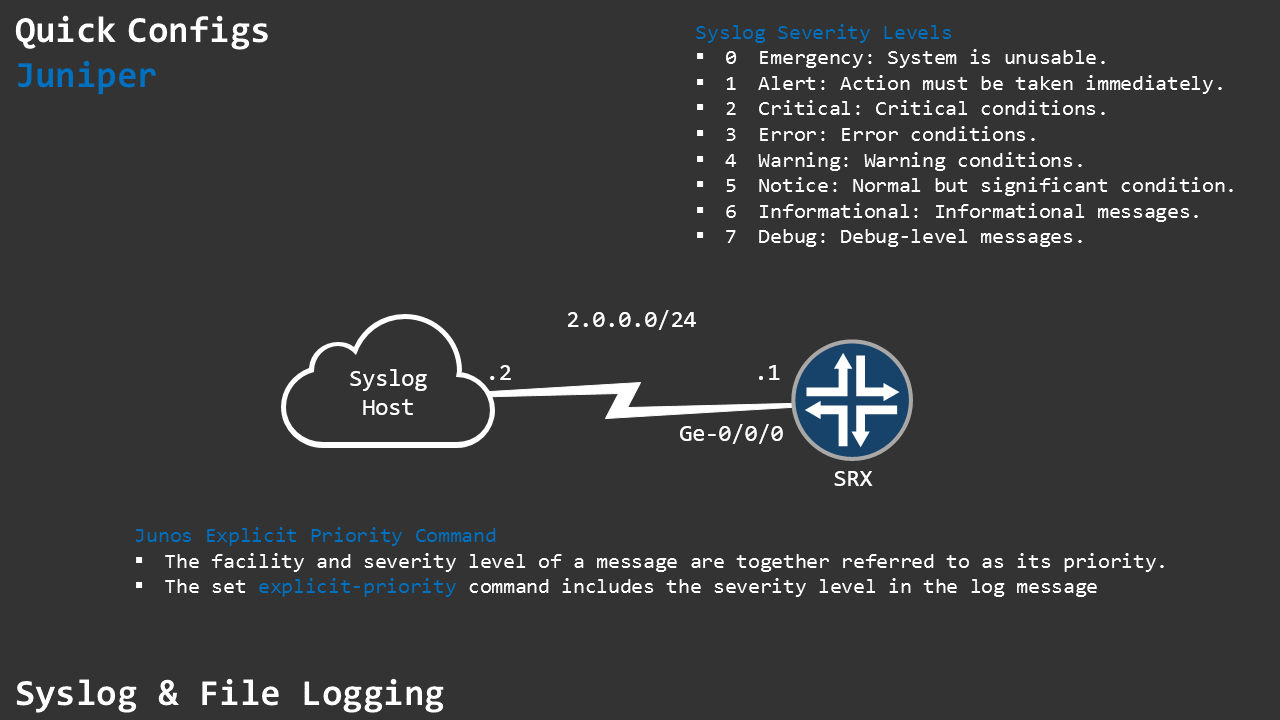 Quick Configs
Juniper
Syslog Severity Levels
▪ 0 Emergency: System is unusable.
▪ 1 Alert: Action must be taken immediately.
▪ 2 Critical: Critical conditions.
▪ 3 Error: Error conditions.
▪ 4 Warning: Warning conditions.
▪ 5 Notice: Normal but significant condition.
▪ 6 Informational: Informational messages.
▪ 7 Debug: Debug-level messages.
2.0.0.0/24
Syslog
Host
.2
.1
Ge-0/0/0
SRX
Junos Explicit Priority Command
▪ The facility and severity level of a message are together referred to as its priority.
▪ The set explicit-priority command includes the severity level in the log message
Syslog & File Logging